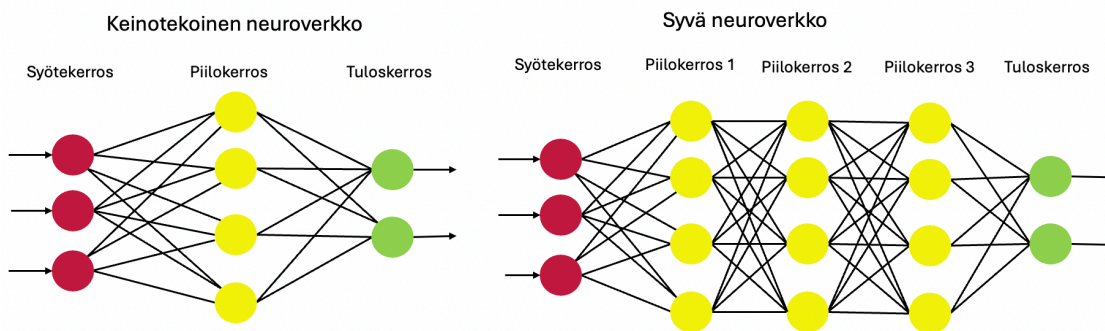 Keinotekoinen neuroverkko
Syötekerros
Piilokerros
Tuloskerros
Syvä neuroverkko
Syötekerros
Piilokerros 1
Piilokerros 2
Piilokerros 3
Tuloskerros